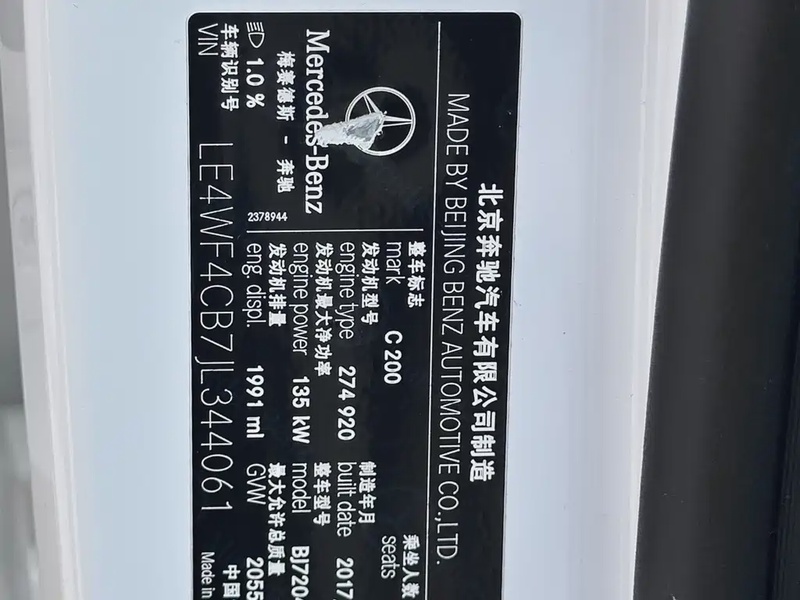 北京奔驰汽车有限公司制造
MADE BY BEIJING BENZ AUTOMOTIVE CO.,LTD.
Mercedes-Benz
梅赛德斯 - 奔驰
1.0 %
2378944
整车标志
mark C 200
乘坐人数
seats
发动机型号
engine type 274 920
制造年月
built date 2017
发动机最大净功率
engine power 135 kW
整车型号
model BJ720
发动机排量
eng. displ. 1991 ml
最大允许总质量
GVW 2055
车辆识别号
VIN LE4WF4CB7JL344061
中国
Made in